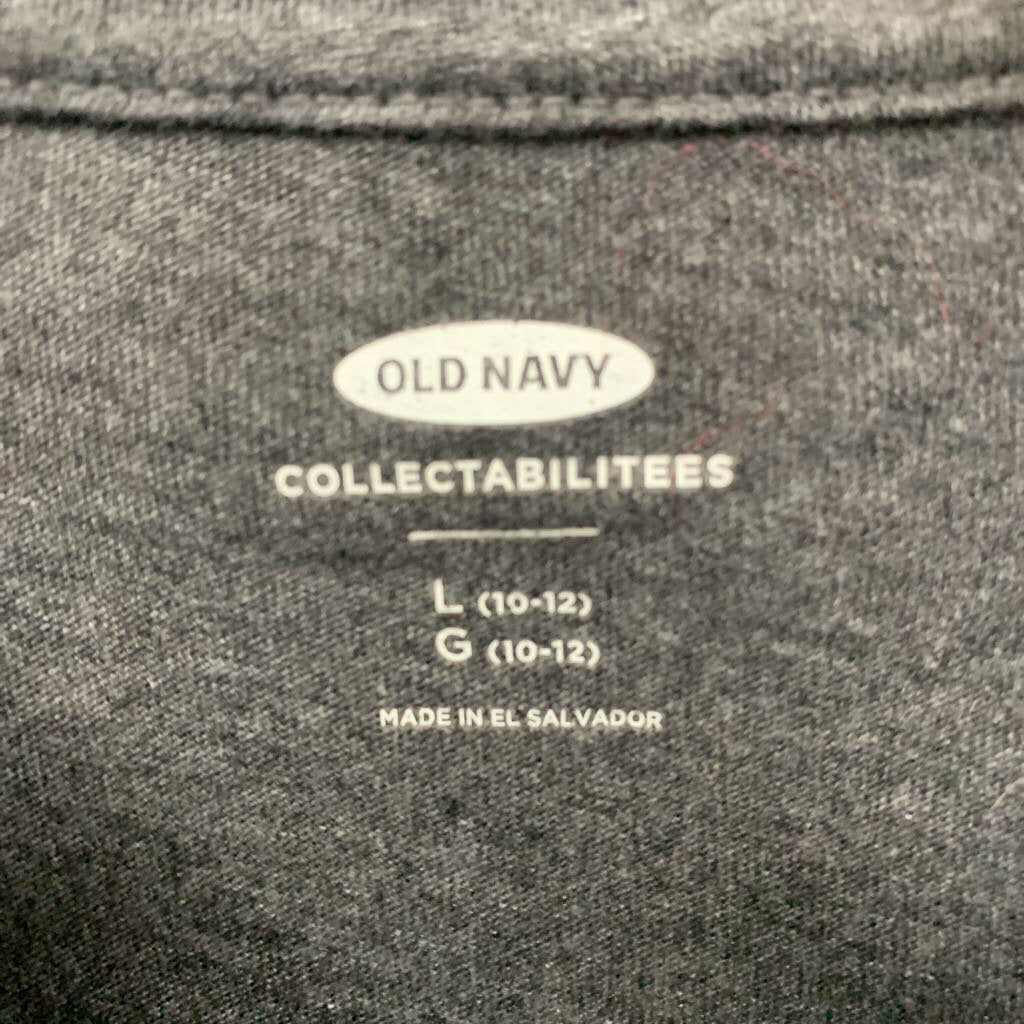 OLD NAVY
COLLECTABILITEES
L (10-12)
G (10-12)
MADE IN EL SALVADOR